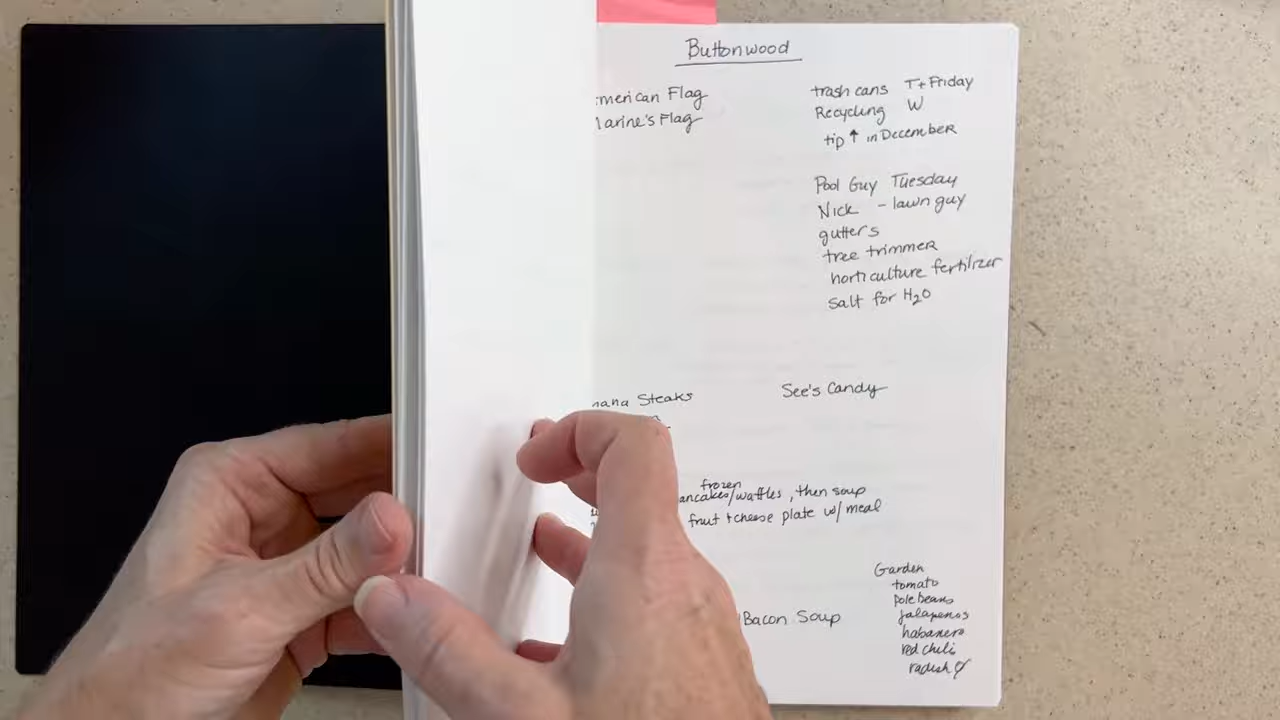 Buttonwood
merican Flag
arine's Flag
trash cans T+Friday
Recycling W
tip ↑ in December
Pool Guy Tuesday
Nick - lawn guy
gutters
tree trimmer
horticulture fertilizer
salt for H2O
aha Steaks
See's Candy
frozen
ancakes/waffles, then soup
fruit + cheese plate w/ meal
Bacon Soup
Garden
tomato
pole beans
jalapenos
habanero
red chili
radish